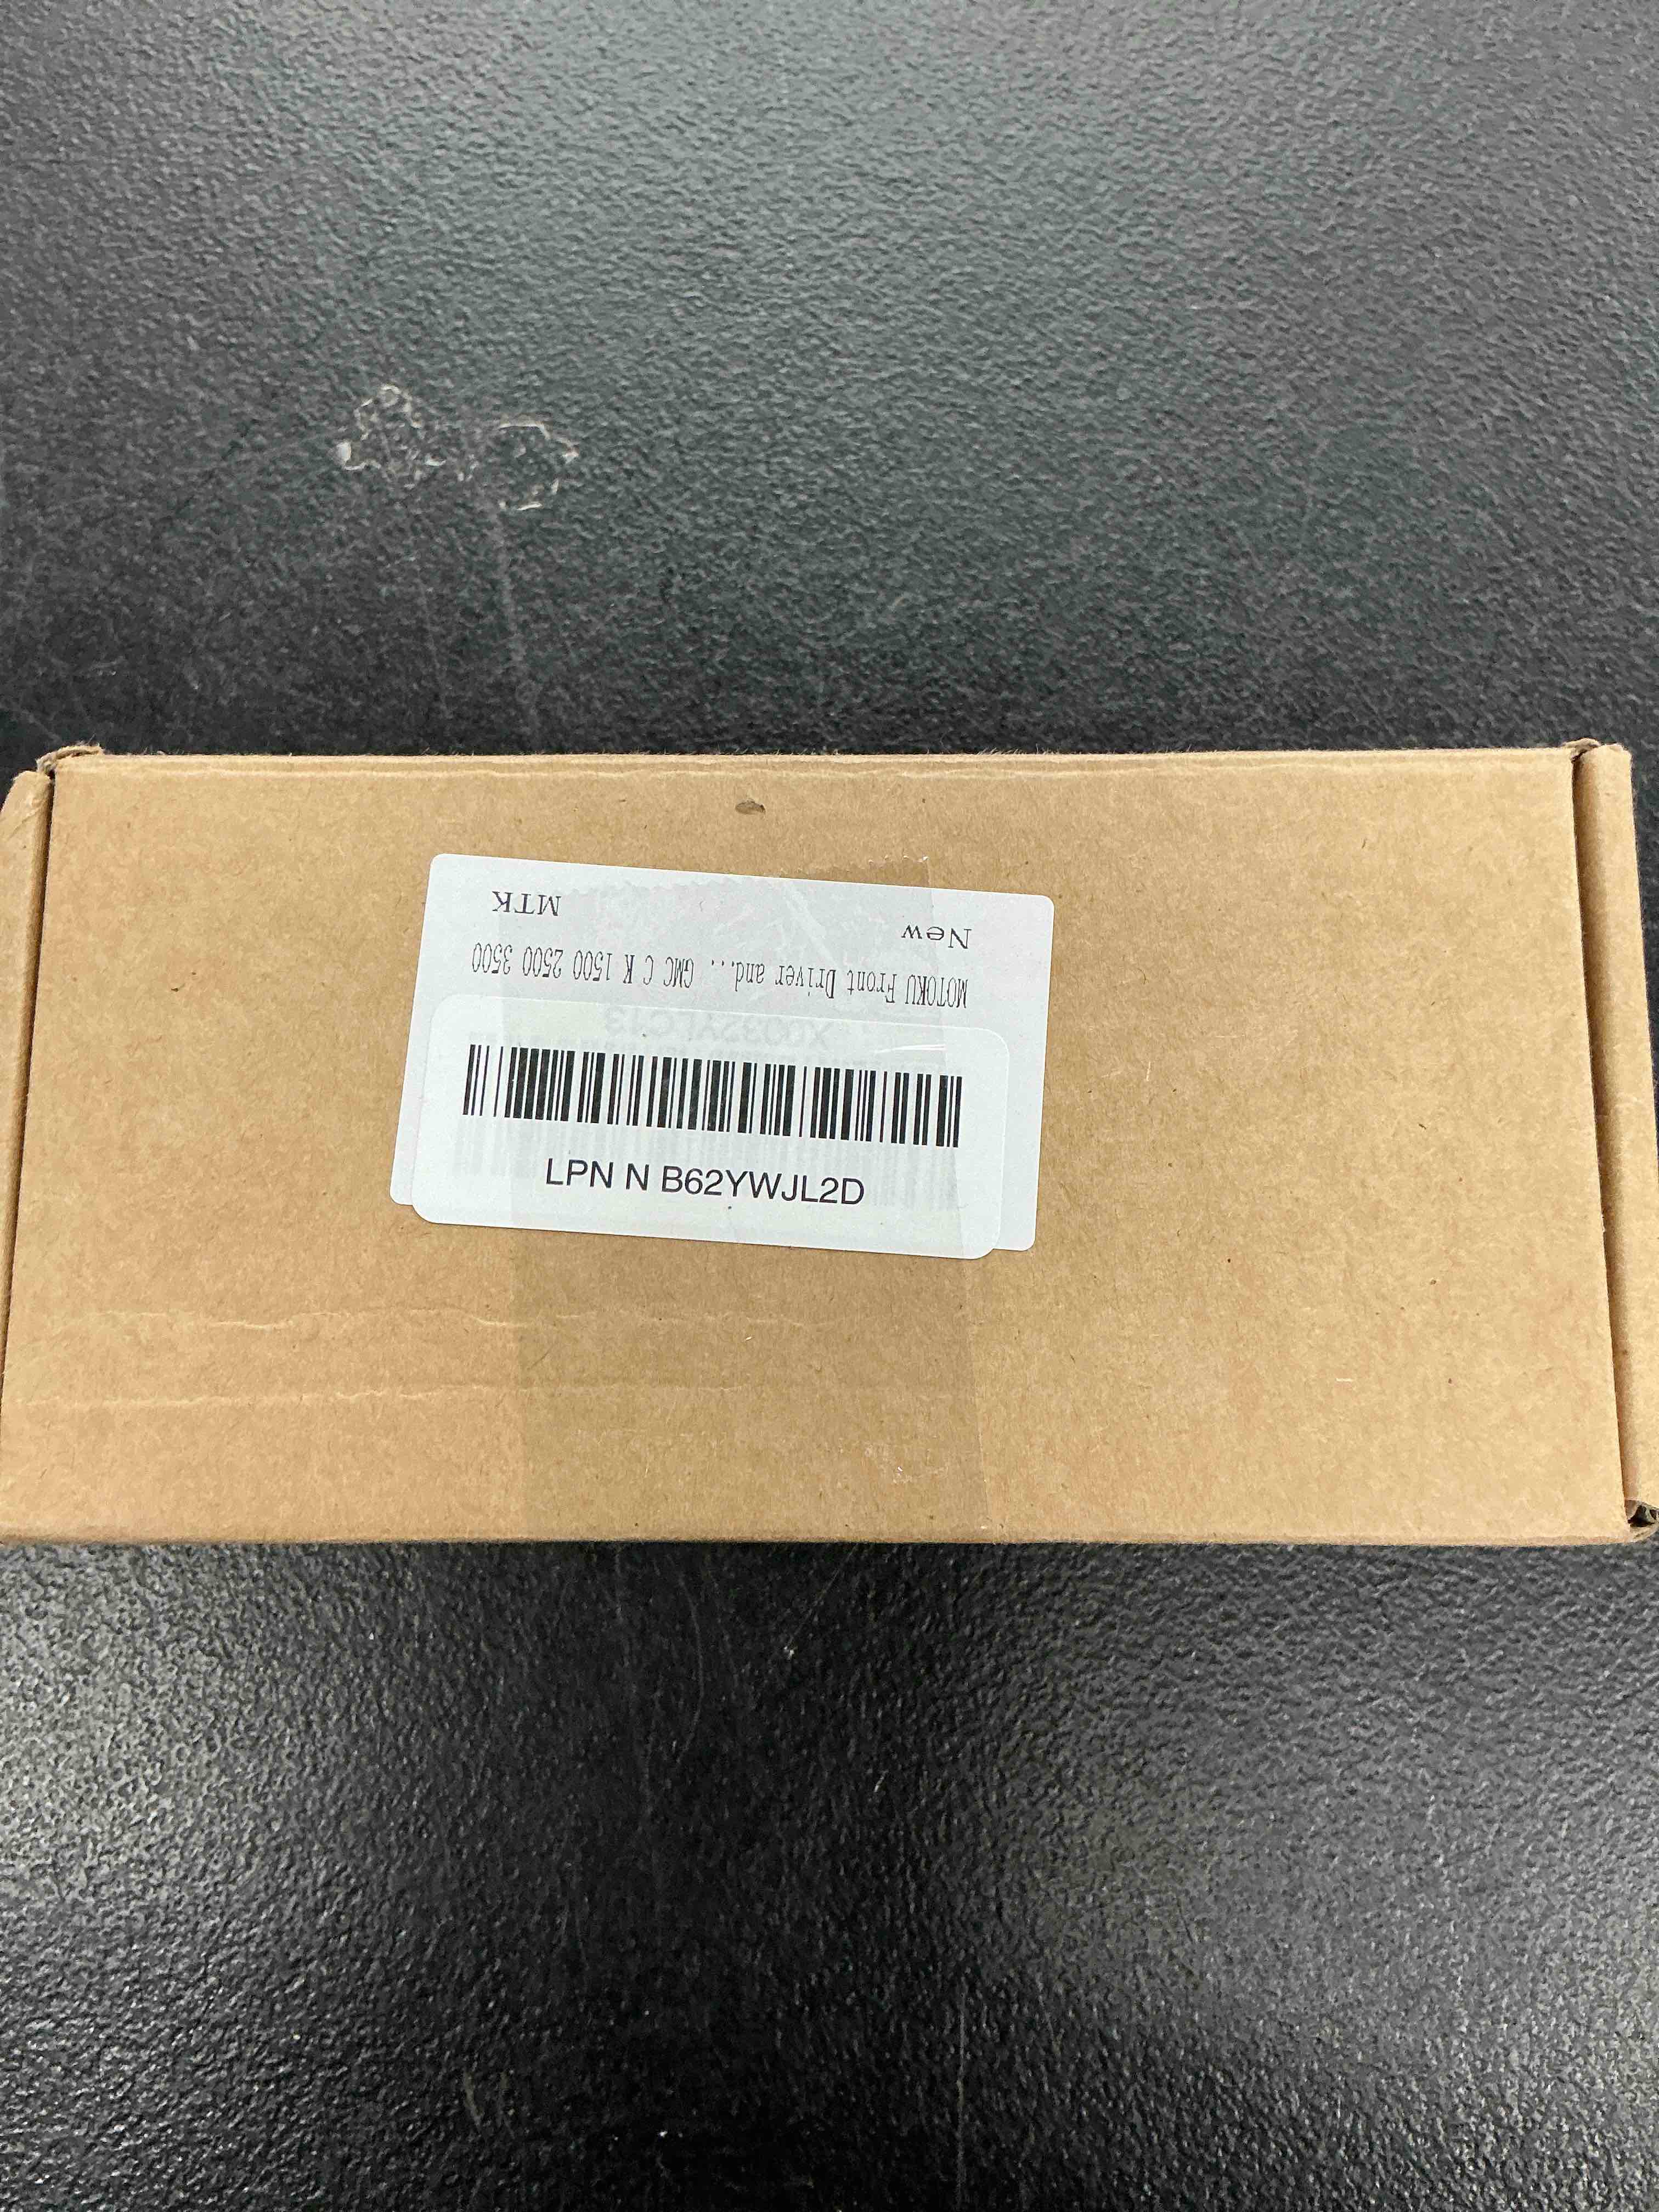 LPN N B62YWJL2D
MOTOKU Front Driver and... GMC C K 1500 2500 3500
New
MTK